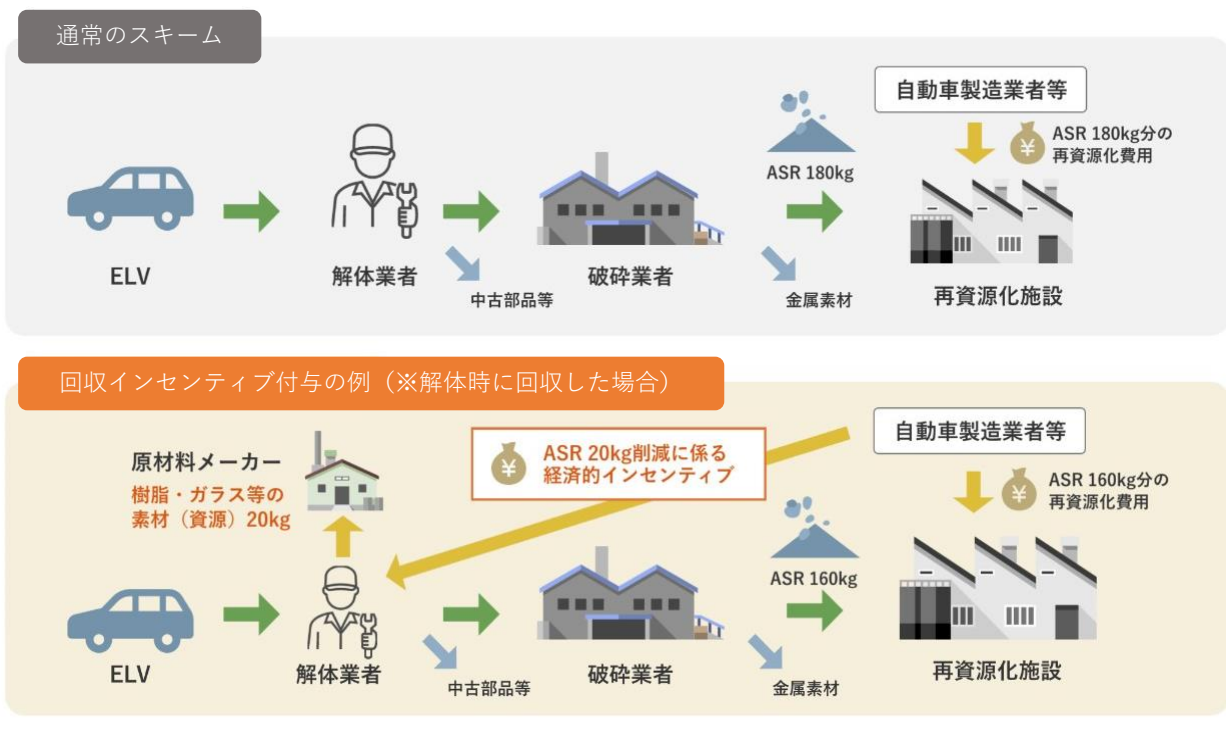 通常のスキーム
自動車製造業者等
ASR 180kg分の
再資源化費用
¥
ASR 180kg
ELV
解体業者
中古部品等
破砕業者
金属素材
再資源化施設
回収インセンティブ付与の例（※解体時に回収した場合）
原材料メーカー
樹脂・ガラス等の
素材（資源）20kg
¥
ASR 20kg削減に係る
経済的インセンティブ
自動車製造業者等
¥
ASR 160kg分の
再資源化費用
ASR 160kg
ELV
解体業者
中古部品等
破砕業者
金属素材
再資源化施設